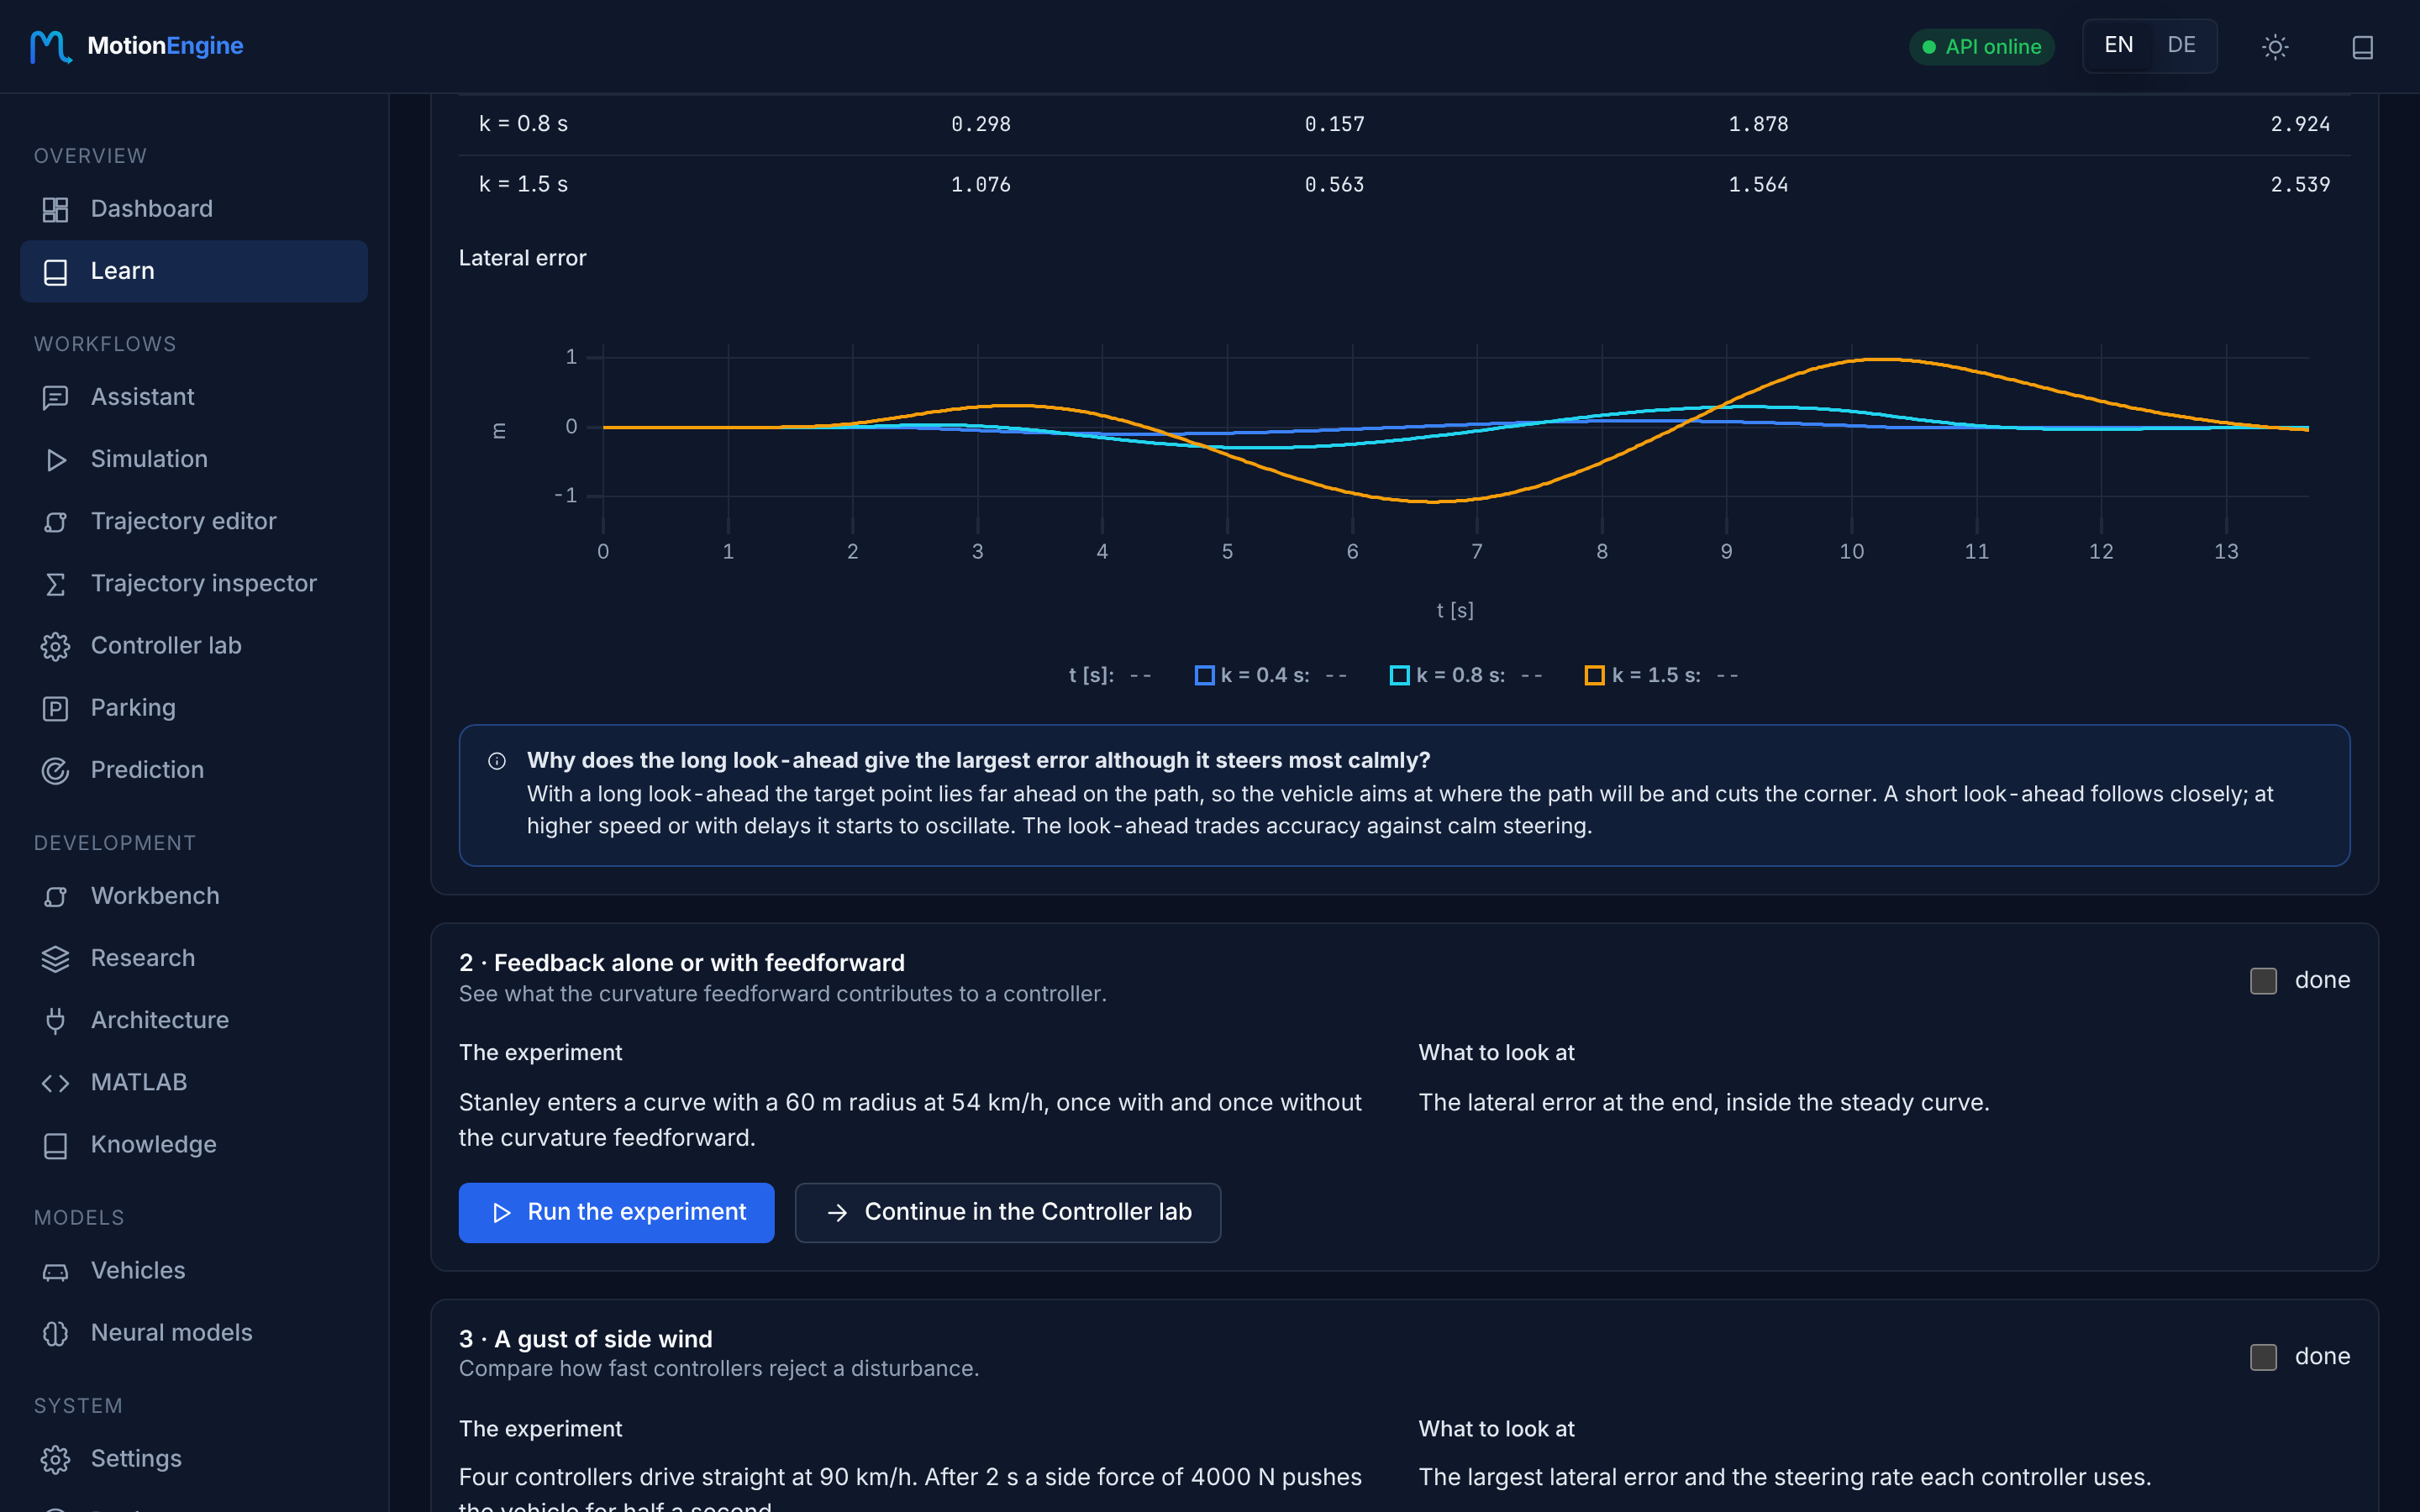 MotionEngine
API online
EN DE
OVERVIEW
Dashboard
Learn
WORKFLOWS
Assistant
Simulation
Trajectory editor
Trajectory inspector
Controller lab
Parking
Prediction
DEVELOPMENT
Workbench
Research
Architecture
MATLAB
Knowledge
MODELS
Vehicles
Neural models
SYSTEM
Settings
k = 0.8 s 0.298 0.157 1.878 2.924
k = 1.5 s 1.076 0.563 1.564 2.539
Lateral error
1
0
-1
m
0 1 2 3 4 5 6 7 8 9 10 11 12 13
t [s]
t [s]: -- k = 0.4 s: -- k = 0.8 s: -- k = 1.5 s: --
Why does the long look-ahead give the largest error although it steers most calmly?
With a long look-ahead the target point lies far ahead on the path, so the vehicle aims at where the path will be and cuts the corner. A short look-ahead follows closely; at
higher speed or with delays it starts to oscillate. The look-ahead trades accuracy against calm steering.
2 · Feedback alone or with feedforward
See what the curvature feedforward contributes to a controller.
done
The experiment
Stanley enters a curve with a 60 m radius at 54 km/h, once with and once without
the curvature feedforward.
What to look at
The lateral error at the end, inside the steady curve.
Run the experiment
Continue in the Controller lab
3 · A gust of side wind
Compare how fast controllers reject a disturbance.
done
The experiment
Four controllers drive straight at 90 km/h. After 2 s a side force of 4000 N pushes
the vehicle for half a second.
What to look at
The largest lateral error and the steering rate each controller uses.